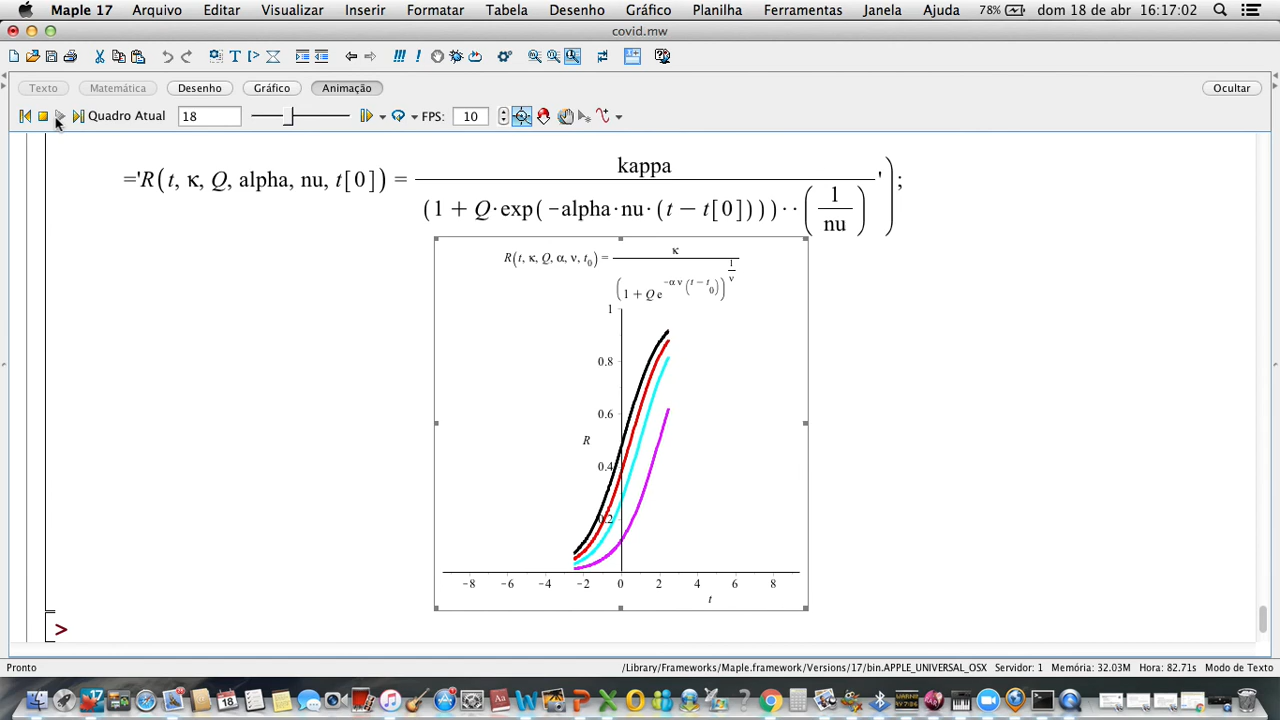 Maple 17 Arquivo Editar Visualizar Inserir Formatar Tabela Desenho Gráfico Planilha Ferramentas Janela Ajuda 78% dom 18 de abr 16:17:02
covid.mw
Texto Matemática Desenho Gráfico Animação Ocultar
Quadro Atual 18 FPS: 10
='R(t, κ, Q, alpha, nu, t[0]) = kappa / (1 + Q·exp(−alpha·nu·(t − t[0])))··(1/nu)');
R(t, κ, Q, α, ν, t₀) = κ / (1 + Q e^(−α ν (t − t₀)))^(1/ν)
1
0.8
0.6
R
0.4
0.2
−8 −6 −4 −2 0 2 4 6 8
t
>
Pronto /Library/Frameworks/Maple.framework/Versions/17/bin.APPLE_UNIVERSAL_OSX Servidor: 1 Memória: 32.03M Hora: 82.71s Modo de Texto